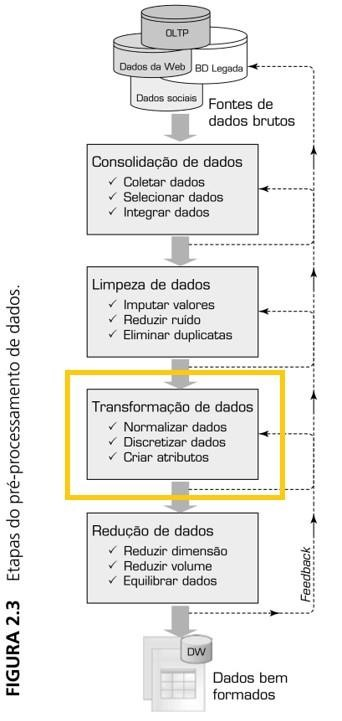 OLTP
Dados da Web
BD Legada
Dados sociais
Fontes de
dados brutos
Consolidação de dados
✓ Coletar dados
✓ Selecionar dados
✓ Integrar dados
Limpeza de dados
✓ Imputar valores
✓ Reduzir ruído
✓ Eliminar duplicatas
Transformação de dados
✓ Normalizar dados
✓ Discretizar dados
✓ Criar atributos
Redução de dados
✓ Reduzir dimensão
✓ Reduzir volume
✓ Equilibrar dados
Feedback
DW
Dados bem
formados
FIGURA 2.3 Etapas do pré-processamento de dados.